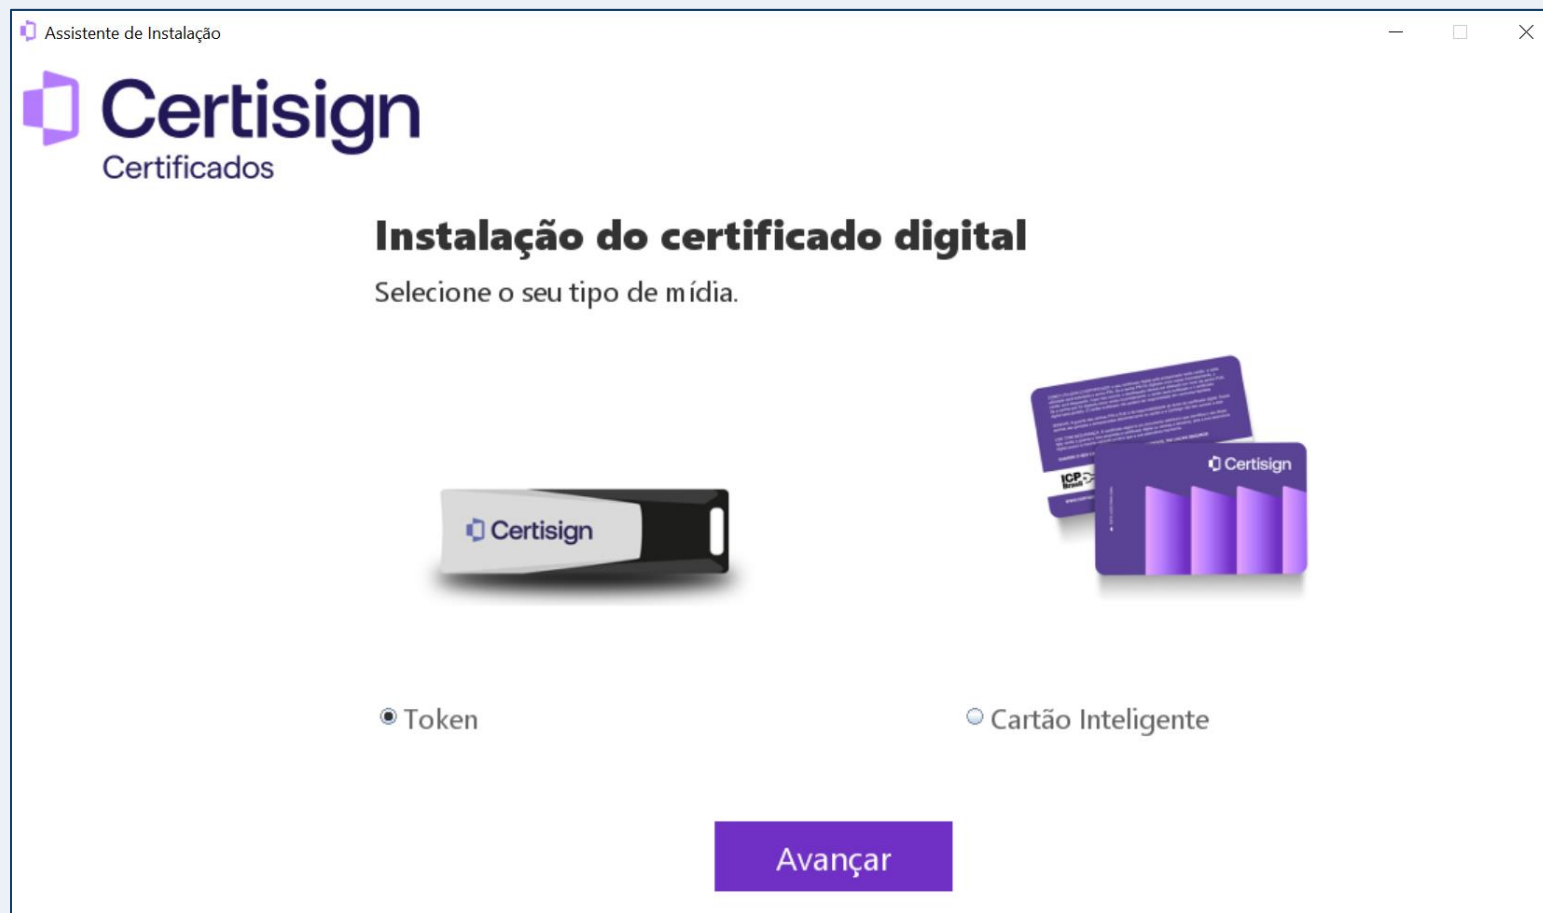 Assistente de Instalação
Certisign
Certificados
Instalação do certificado digital
Selecione o seu tipo de mídia.
ICP
Brasil
Certisign
Certisign
Token
Cartão Inteligente
Avançar